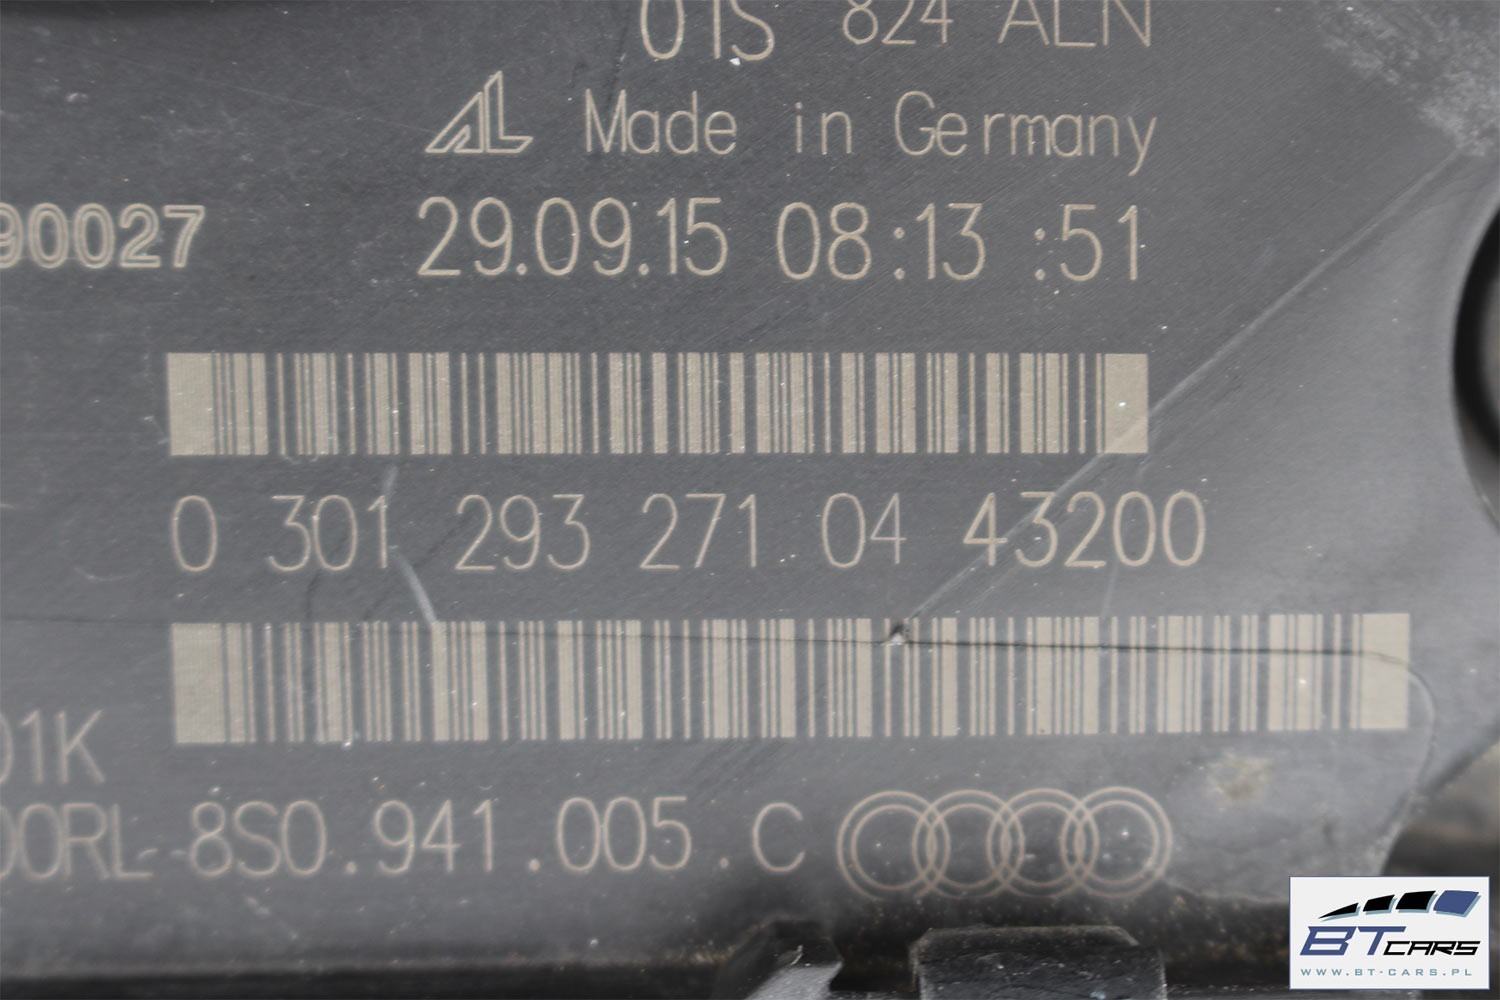 01S 824 ALN
AL Made in Germany
90027 29.09.15 08:13 :51
0 301 293 271 04 43200
01K
00RL- -8S0.941.005.C
BT CARS
WWW.BT-CARS.PL